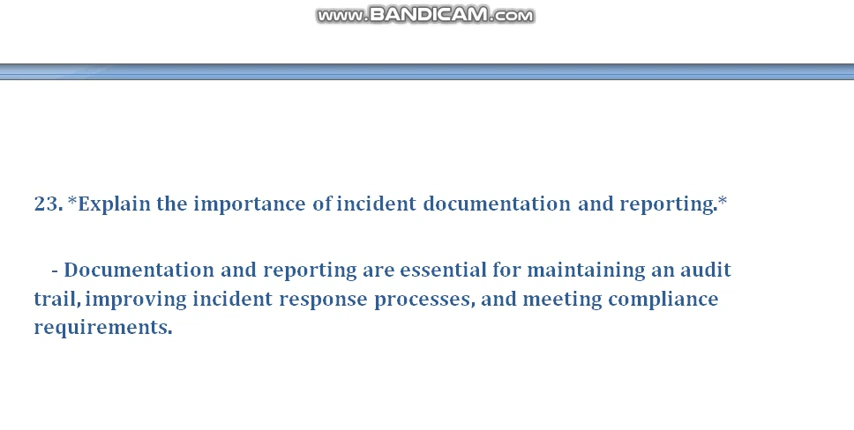 www.BANDICAM.com
23. *Explain the importance of incident documentation and reporting.*
- Documentation and reporting are essential for maintaining an audit
trail, improving incident response processes, and meeting compliance
requirements.